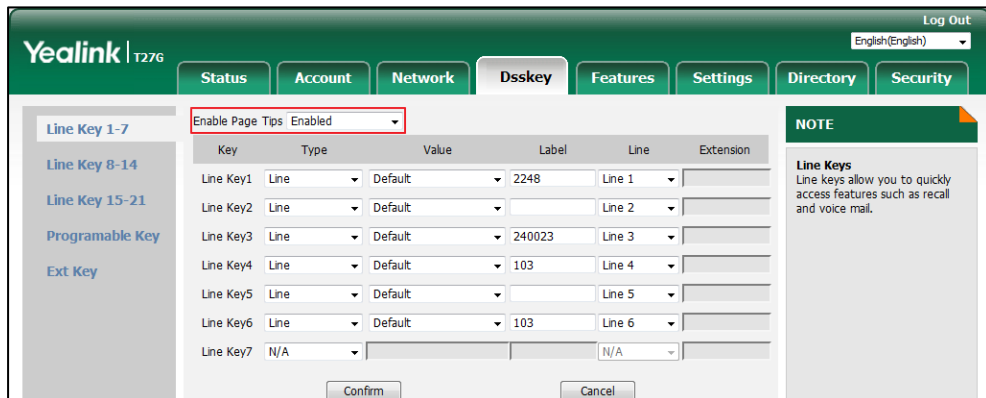 Log Out
Yealink T27G
English(English)
Status Account Network Dsskey Features Settings Directory Security
Line Key 1-7
Line Key 8-14
Line Key 15-21
Programable Key
Ext Key
Enable Page Tips Enabled
Key Type Value Label Line Extension
Line Key1 Line Default 2248 Line 1
Line Key2 Line Default Line 2
Line Key3 Line Default 240023 Line 3
Line Key4 Line Default 103 Line 4
Line Key5 Line Default Line 5
Line Key6 Line Default 103 Line 6
Line Key7 N/A N/A
Confirm Cancel
NOTE
Line Keys
Line keys allow you to quickly
access features such as recall
and voice mail.